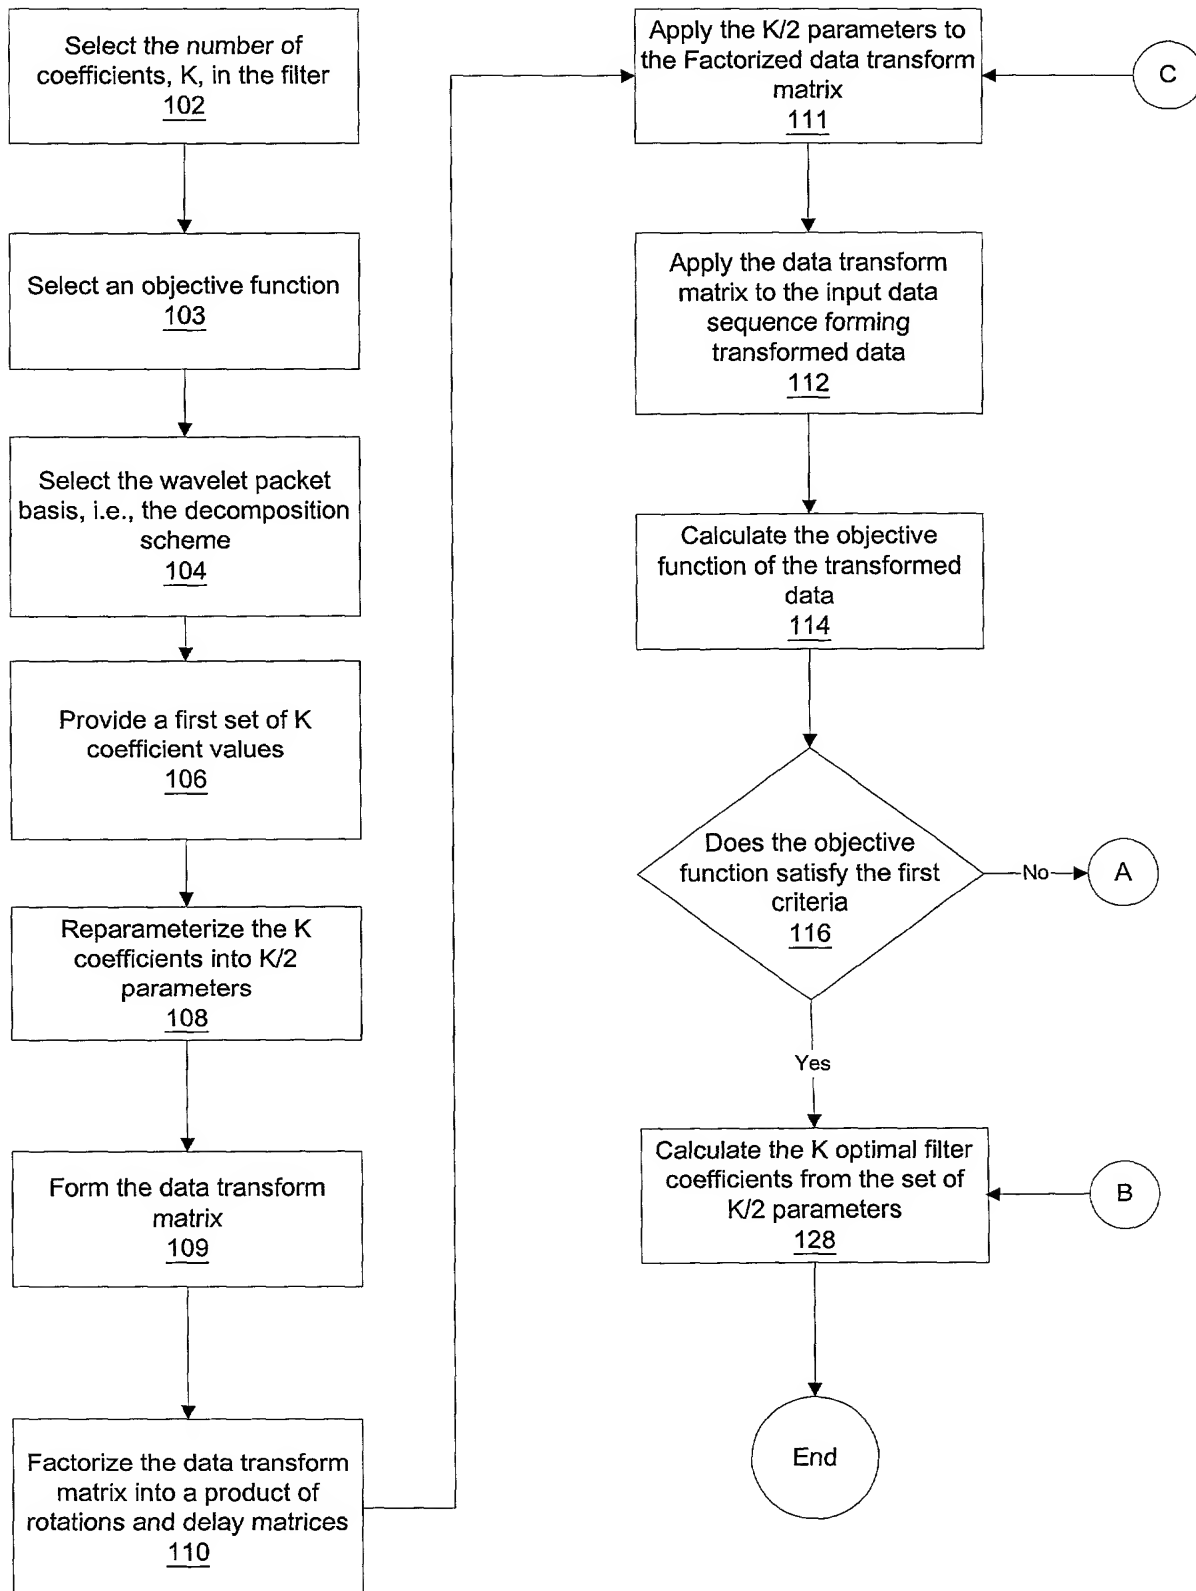 Select the number of
coefficients, K, in the filter
102
Select an objective function
103
Select the wavelet packet
basis, i.e., the decomposition
scheme
104
Provide a first set of K
coefficient values
106
Reparameterize the K
coefficients into K/2
parameters
108
Form the data transform
matrix
109
Factorize the data transform
matrix into a product of
rotations and delay matrices
110
Apply the K/2 parameters to
the Factorized data transform
matrix
111
C
Apply the data transform
matrix to the input data
sequence forming
transformed data
112
Calculate the objective
function of the transformed
data
114
Does the objective
function satisfy the first
criteria
116
No
A
Yes
Calculate the K optimal filter
coefficients from the set of
K/2 parameters
128
B
End